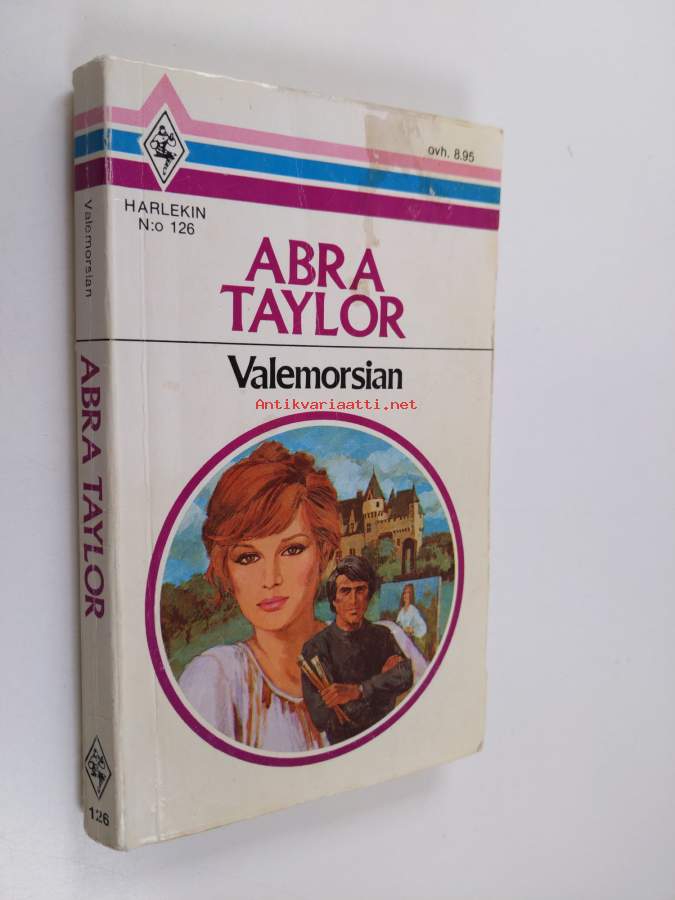 ovh. 8.95
HARLEKIN
N:o 126
ABRA
TAYLOR
Valemorsian
Antikvariaatti.net
Valemorsian
ABRA TAYLOR
126